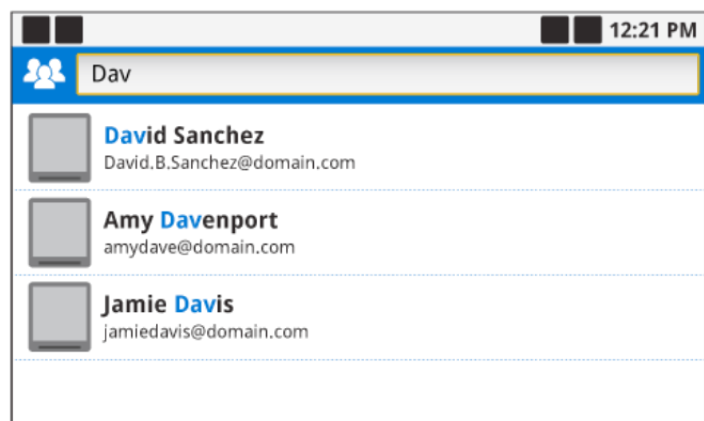 12:21 PM
Dav
David Sanchez
David.B.Sanchez@domain.com
Amy Davenport
amydave@domain.com
Jamie Davis
jamiedavis@domain.com